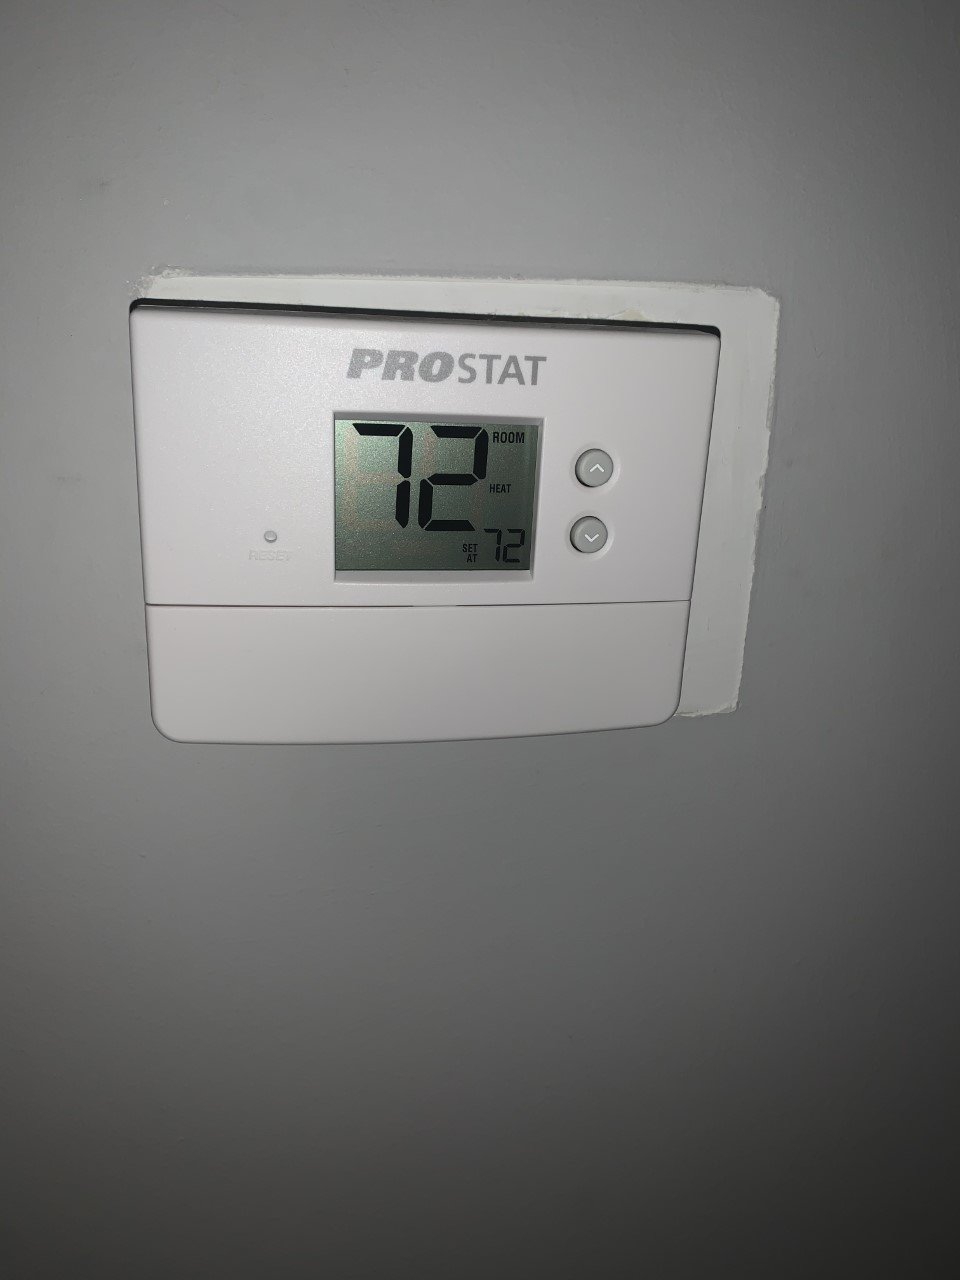 PROSTAT
72 ROOM
HEAT
SET AT 72
RESET